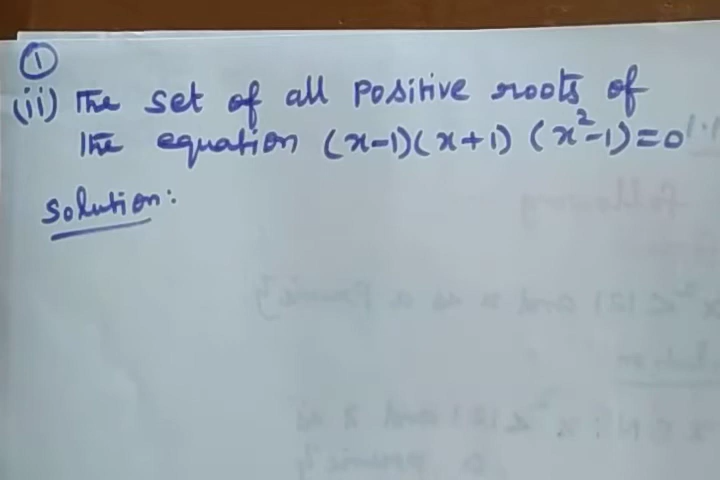 ①
(ii) The set of all Positive roots of
the equation (x-1)(x+1) (x²-1)=0
Solution: